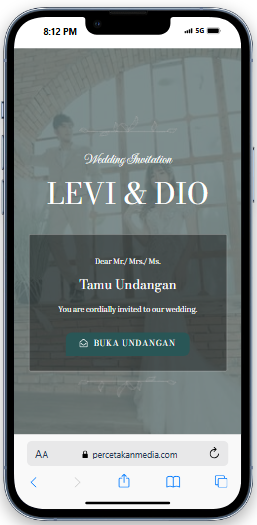 8:12 PM
5G
Wedding Invitation
LEVI & DIO
Dear Mr./ Mrs./ Ms.
Tamu Undangan
You are cordially invited to our wedding.
BUKA UNDANGAN
AA
percetakanmedia.com